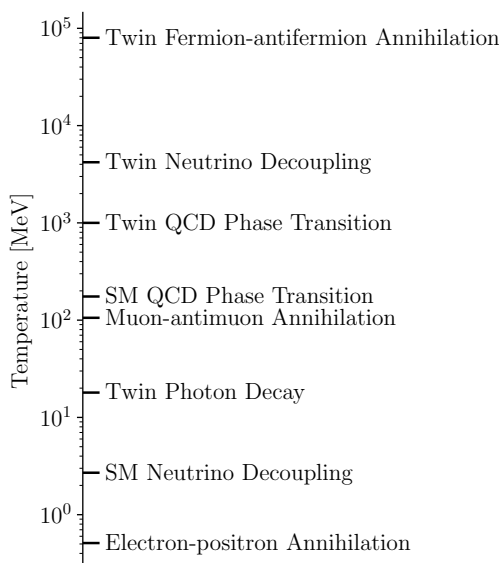 10^5
Twin Fermion-antifermion Annihilation
10^4
Twin Neutrino Decoupling
10^3
Twin QCD Phase Transition
SM QCD Phase Transition
10^2
Muon-antimuon Annihilation
Twin Photon Decay
10^1
SM Neutrino Decoupling
10^0
Electron-positron Annihilation
Temperature [MeV]